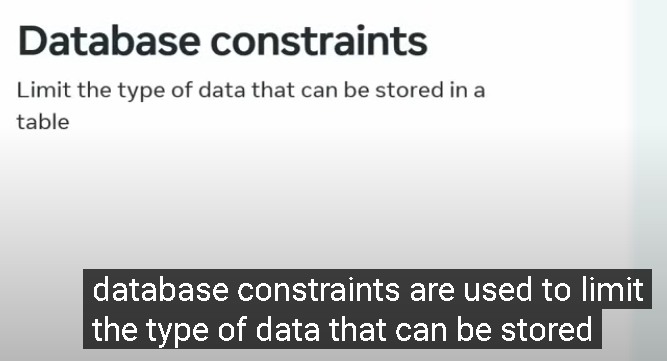 Database constraints
Limit the type of data that can be stored in a
table
database constraints are used to limit
the type of data that can be stored